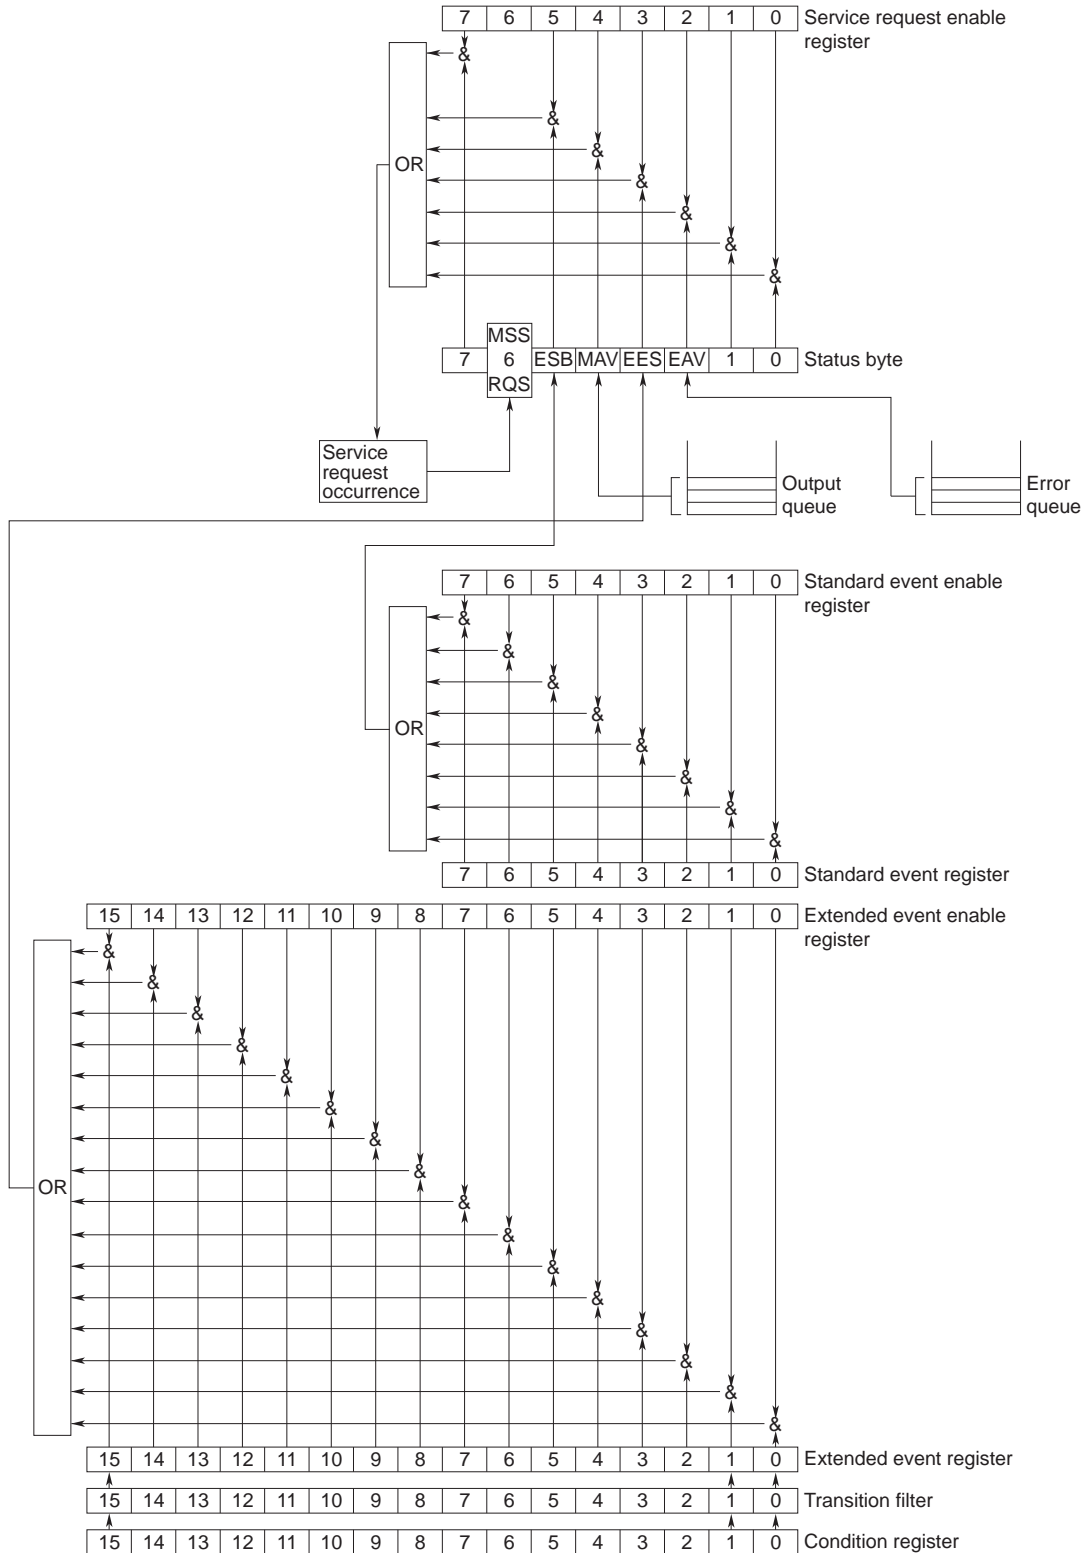 7 6 5 4 3 2 1 0 Service request enable
register
&
&
&
OR
&
&
&
&
MSS
7 6 ESB MAV EES EAV 1 0 Status byte
RQS
Service
request
occurrence
Output
queue
Error
queue
7 6 5 4 3 2 1 0 Standard event enable
register
&
&
&
&
OR
&
&
&
&
7 6 5 4 3 2 1 0 Standard event register
15 14 13 12 11 10 9 8 7 6 5 4 3 2 1 0 Extended event enable
register
&
&
&
&
&
&
&
&
OR
&
&
&
&
&
&
&
&
15 14 13 12 11 10 9 8 7 6 5 4 3 2 1 0 Extended event register
15 14 13 12 11 10 9 8 7 6 5 4 3 2 1 0 Transition filter
15 14 13 12 11 10 9 8 7 6 5 4 3 2 1 0 Condition register